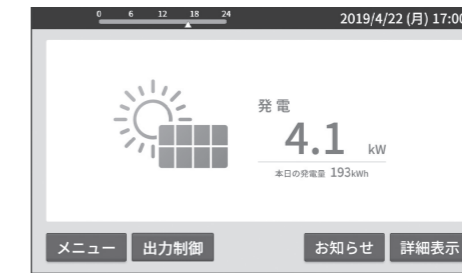 0 6 12 18 24
2019/4/22 (月) 17:00
発電
4.1 kW
本日の発電量 193kWh
メニュー 出力制御 お知らせ 詳細表示